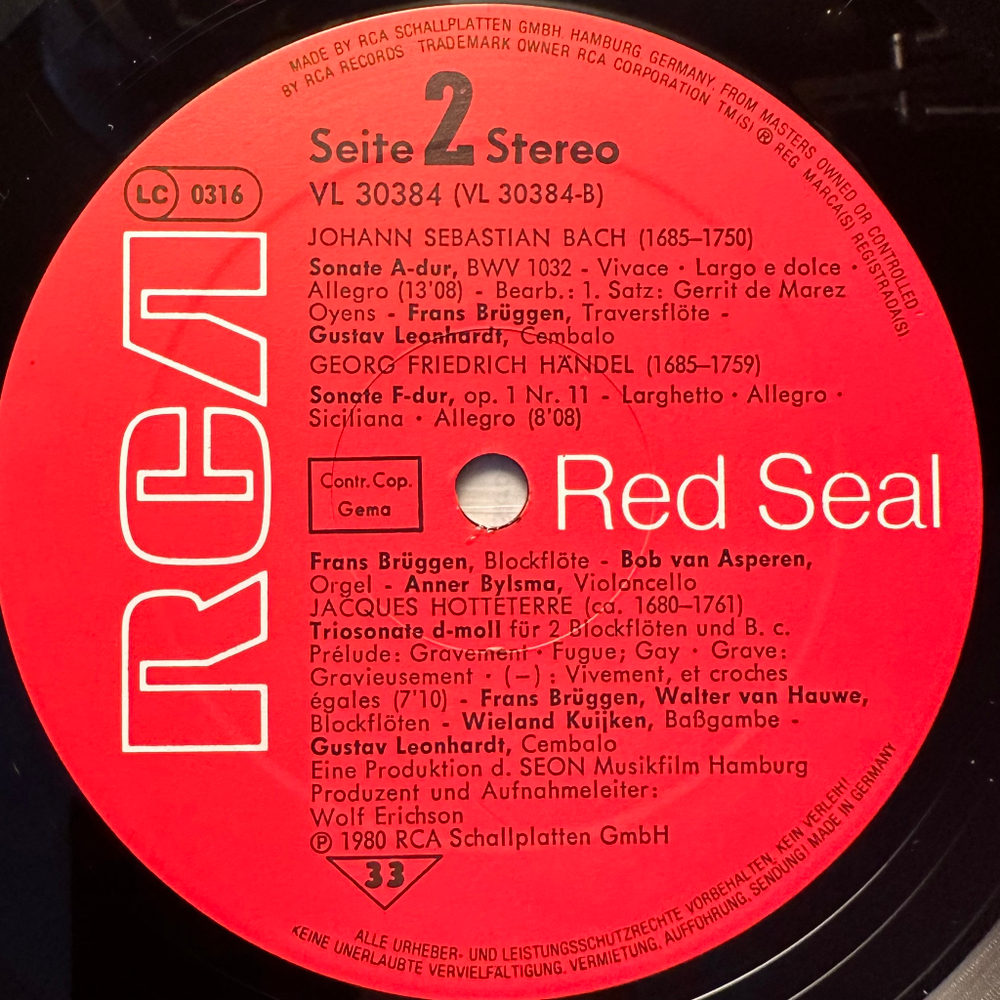 MADE BY RCA SCHALLPLATTEN GMBH, HAMBURG, GERMANY, FROM MASTERS OWNED OR CONTROLLED
BY RCA RECORDS TRADEMARK OWNER RCA CORPORATION TM(S) ® REG MARCA(S) REGISTRADA(S)
Seite 2 Stereo
LC 0316
VL 30384 (VL 30384-B)
RCA
JOHANN SEBASTIAN BACH (1685–1750)
Sonate A-dur, BWV 1032 - Vivace · Largo e dolce ·
Allegro (13'08) - Bearb.: 1. Satz: Gerrit de Marez
Oyens - Frans Brüggen, Traversflöte -
Gustav Leonhardt, Cembalo
GEORG FRIEDRICH HÄNDEL (1685–1759)
Sonate F-dur, op. 1 Nr. 11 - Larghetto · Allegro ·
Siciliana · Allegro (8'08)
Contr. Cop.
Gema
Red Seal
Frans Brüggen, Blockflöte - Bob van Asperen,
Orgel - Anner Bylsma, Violoncello
JACQUES HOTTETERRE (ca. 1680–1761)
Triosonate d-moll für 2 Blockflöten und B. c.
Prélude: Gravement · Fugue; Gay · Grave:
Gravieusement · (–) : Vivement, et croches
égales (7'10) - Frans Brüggen, Walter van Hauwe,
Blockflöten - Wieland Kuijken, Baßgambe -
Gustav Leonhardt, Cembalo
Eine Produktion d. SEON Musikfilm Hamburg
Produzent und Aufnahmeleiter:
Wolf Erichson
℗ 1980 RCA Schallplatten GmbH
33
ALLE URHEBER- UND LEISTUNGSSCHUTZRECHTE VORBEHALTEN, KEIN VERLEIH!
KEINE UNERLAUBTE VERVIELFÄLTIGUNG, VERMIETUNG, AUFFÜHRUNG, SENDUNG! MADE IN GERMANY